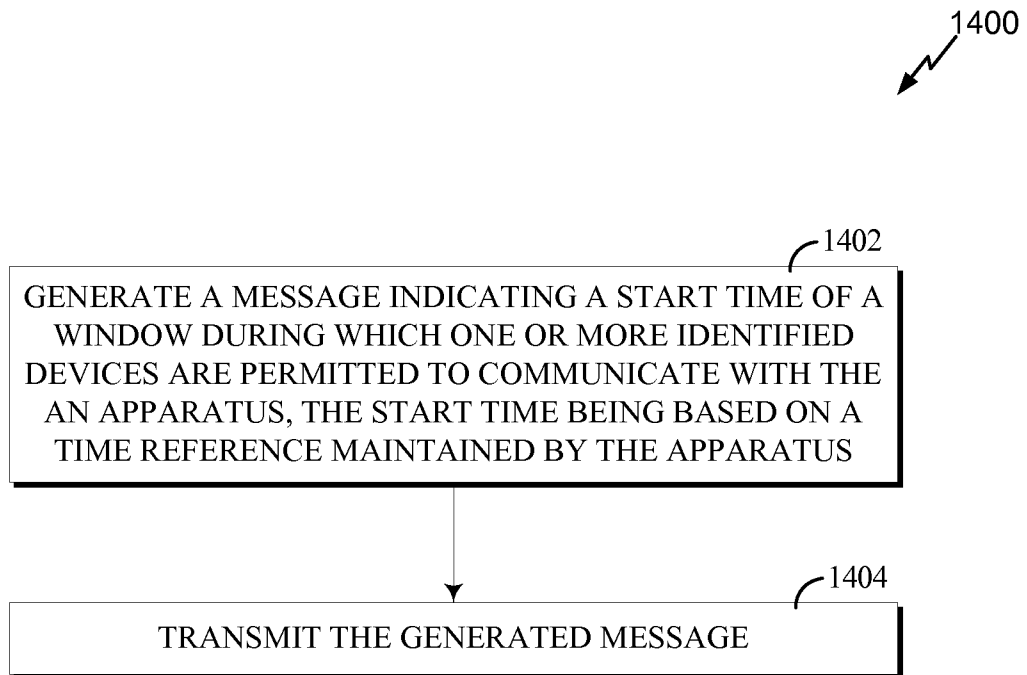 1400
1402
GENERATE A MESSAGE INDICATING A START TIME OF A
WINDOW DURING WHICH ONE OR MORE IDENTIFIED
DEVICES ARE PERMITTED TO COMMUNICATE WITH THE
AN APPARATUS, THE START TIME BEING BASED ON A
TIME REFERENCE MAINTAINED BY THE APPARATUS
1404
TRANSMIT THE GENERATED MESSAGE